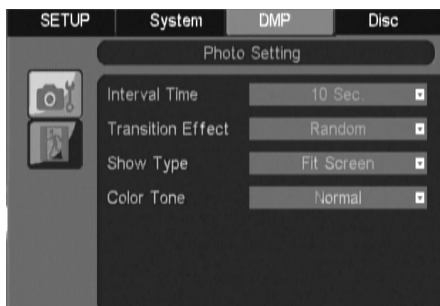 SETUP System DMP Disc
Photo Setting
Interval Time 10 Sec.
Transition Effect Random
Show Type Fit Screen
Color Tone Normal